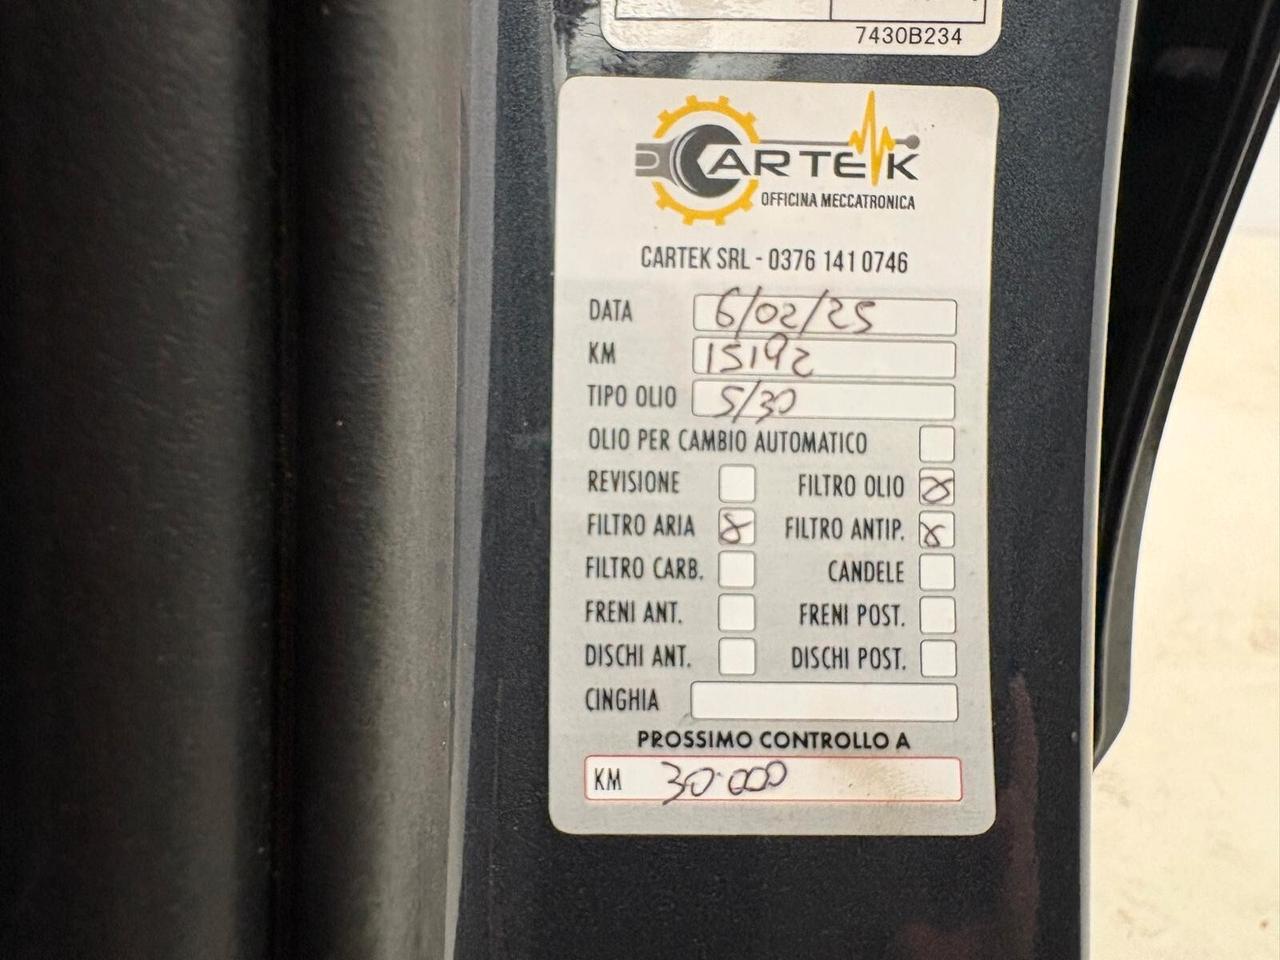 7430B234
CARTEK
OFFICINA MECCATRONICA
CARTEK SRL - 0376 1410746
DATA 6/02/25
KM 15192
TIPO OLIO 5/30
OLIO PER CAMBIO AUTOMATICO
REVISIONE FILTRO OLIO X
FILTRO ARIA X FILTRO ANTIP. X
FILTRO CARB. CANDELE
FRENI ANT. FRENI POST.
DISCHI ANT. DISCHI POST.
CINGHIA
PROSSIMO CONTROLLO A
KM 30.000